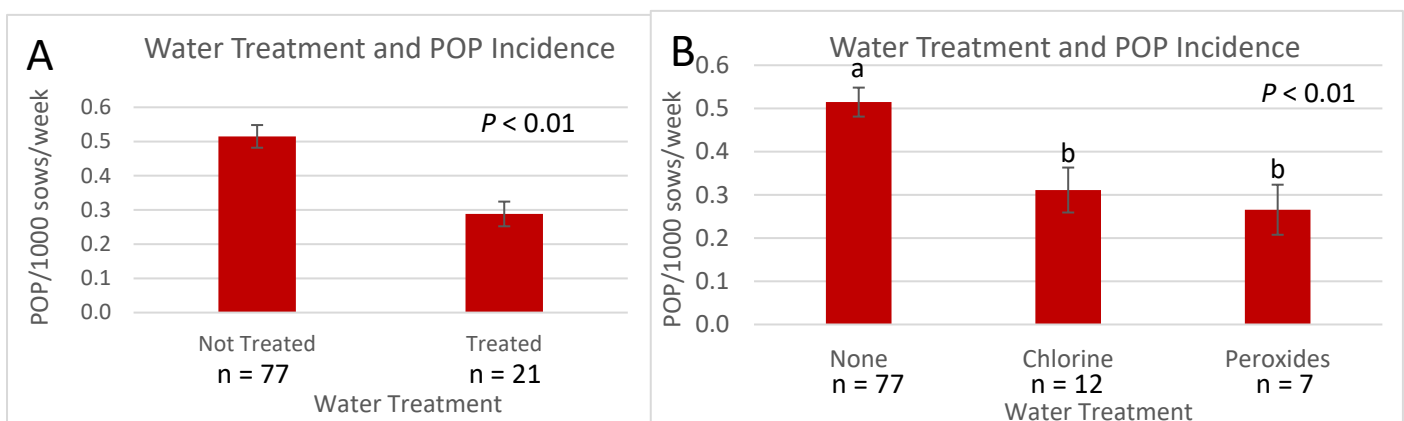 A
Water Treatment and POP Incidence
POP/1000 sows/week
0.6
0.5
0.4
0.3
0.2
0.1
0.0
P < 0.01
Not Treated
Treated
n = 77
n = 21
Water Treatment
B
Water Treatment and POP Incidence
POP/1000 sows/week
0.6
0.5
0.4
0.3
0.2
0.1
0.0
a
b
b
P < 0.01
None
Chlorine
Peroxides
n = 77
n = 12
n = 7
Water Treatment